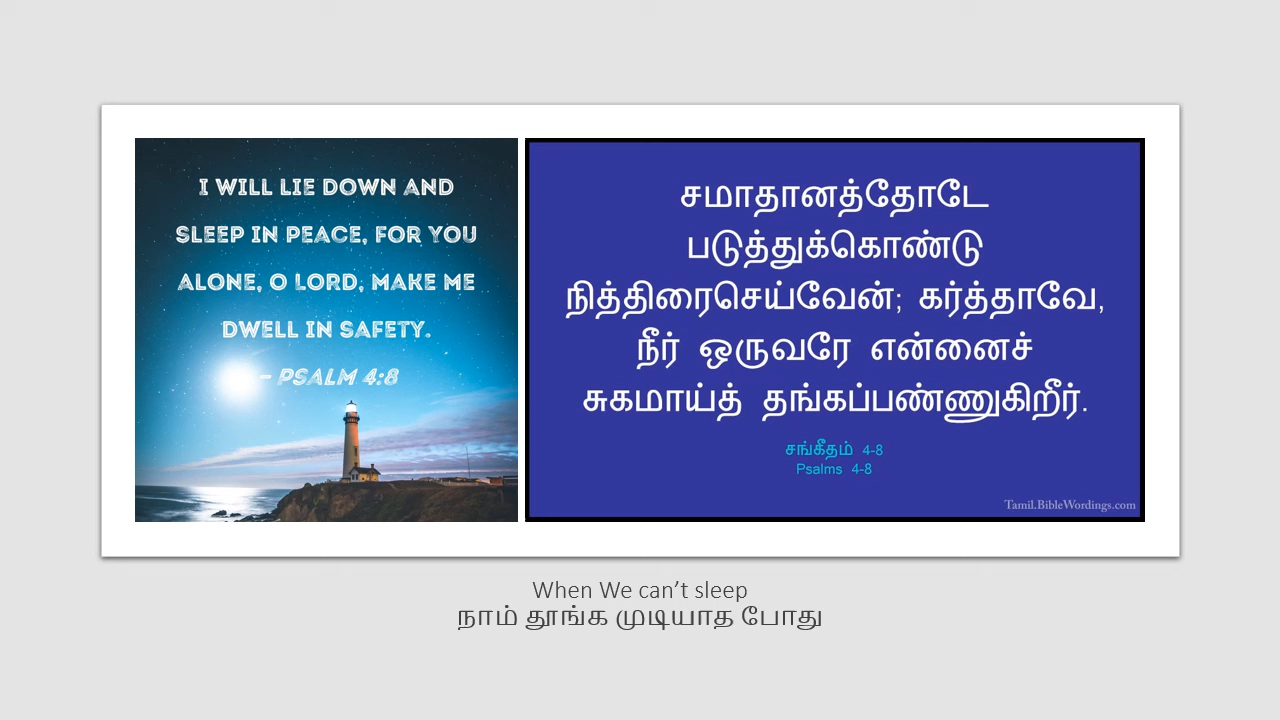 I WILL LIE DOWN AND
SLEEP IN PEACE, FOR YOU
ALONE, O LORD, MAKE ME
DWELL IN SAFETY.
– PSALM 4:8
சமாதானத்தோடே
படுத்துக்கொண்டு
நித்திரைசெய்வேன்; கர்த்தாவே,
நீர் ஒருவரே என்னைச்
சுகமாய்த் தங்கப்பண்ணுகிறீர்.
சங்கீதம் 4-8
Psalms 4-8
Tamil.BibleWordings.com
When We can’t sleep
நாம் தூங்க முடியாத போது